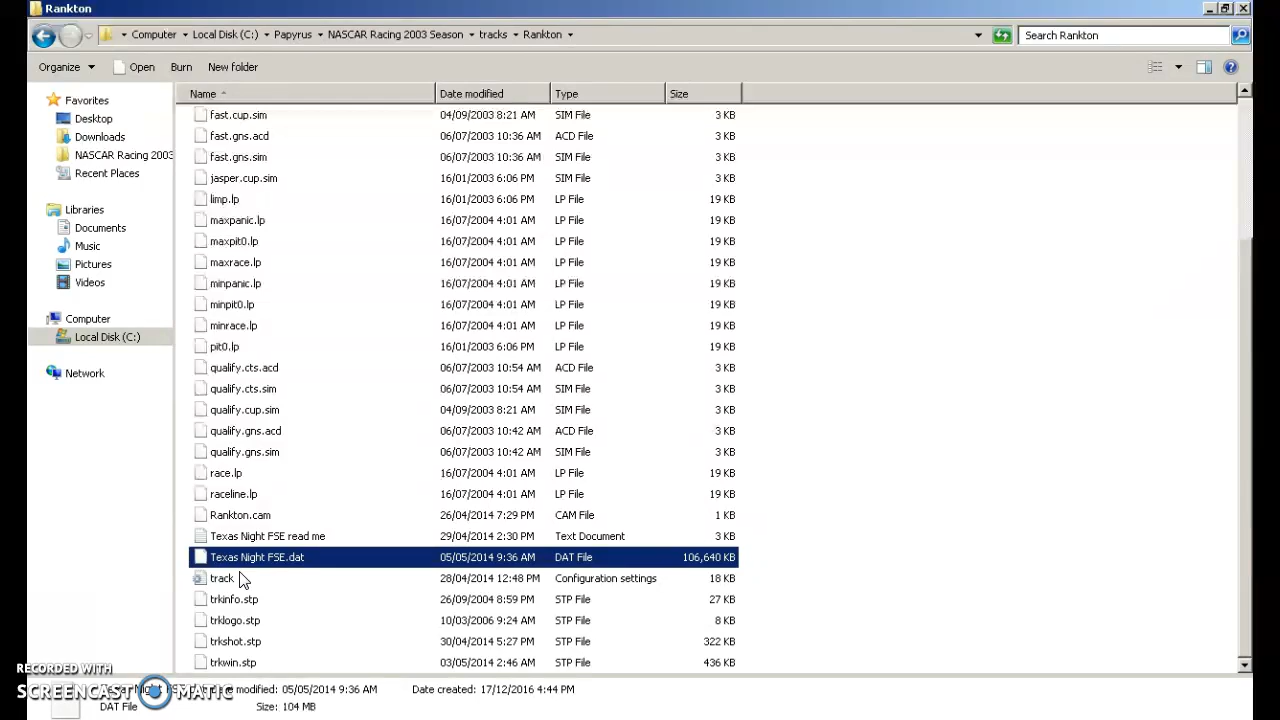 Rankton
Computer Local Disk (C:) Papyrus NASCAR Racing 2003 Season tracks Rankton
Search Rankton
Organize Open Burn New folder
Name Date modified Type Size
Favorites
Desktop
Downloads
NASCAR Racing 2003
Recent Places
Libraries
Documents
Music
Pictures
Videos
Computer
Local Disk (C:)
Network
fast.cup.sim 04/09/2003 8:21 AM SIM File 3 KB
fast.gns.acd 06/07/2003 10:36 AM ACD File 3 KB
fast.gns.sim 06/07/2003 10:36 AM SIM File 3 KB
jasper.cup.sim 16/01/2003 6:06 PM SIM File 3 KB
limp.lp 16/01/2003 6:06 PM LP File 19 KB
maxpanic.lp 16/07/2004 4:01 AM LP File 19 KB
maxpit0.lp 16/07/2004 4:01 AM LP File 19 KB
maxrace.lp 16/07/2004 4:01 AM LP File 19 KB
minpanic.lp 16/07/2004 4:01 AM LP File 19 KB
minpit0.lp 16/07/2004 4:01 AM LP File 19 KB
minrace.lp 16/07/2004 4:01 AM LP File 19 KB
pit0.lp 16/01/2003 6:06 PM LP File 19 KB
qualify.cts.acd 06/07/2003 10:54 AM ACD File 3 KB
qualify.cts.sim 06/07/2003 10:54 AM SIM File 3 KB
qualify.cup.sim 04/09/2003 8:21 AM SIM File 3 KB
qualify.gns.acd 06/07/2003 10:42 AM ACD File 3 KB
qualify.gns.sim 06/07/2003 10:42 AM SIM File 3 KB
race.lp 16/07/2004 4:01 AM LP File 19 KB
raceline.lp 16/07/2004 4:01 AM LP File 19 KB
Rankton.cam 26/04/2014 7:29 PM CAM File 1 KB
Texas Night FSE read me 29/04/2014 2:30 PM Text Document 3 KB
Texas Night FSE.dat 05/05/2014 9:36 AM DAT File 106,640 KB
track 28/04/2014 12:48 PM Configuration settings 18 KB
trkinfo.stp 26/09/2004 8:59 PM STP File 27 KB
trklogo.stp 10/03/2006 9:24 AM STP File 8 KB
trkshot.stp 30/04/2014 5:27 PM STP File 322 KB
trkwin.stp 03/05/2014 2:46 AM STP File 436 KB
RECORDED WITH
SCREENCAST MATIC
modified: 05/05/2014 9:36 AM Date created: 17/12/2016 4:44 PM
DAT File Size: 104 MB